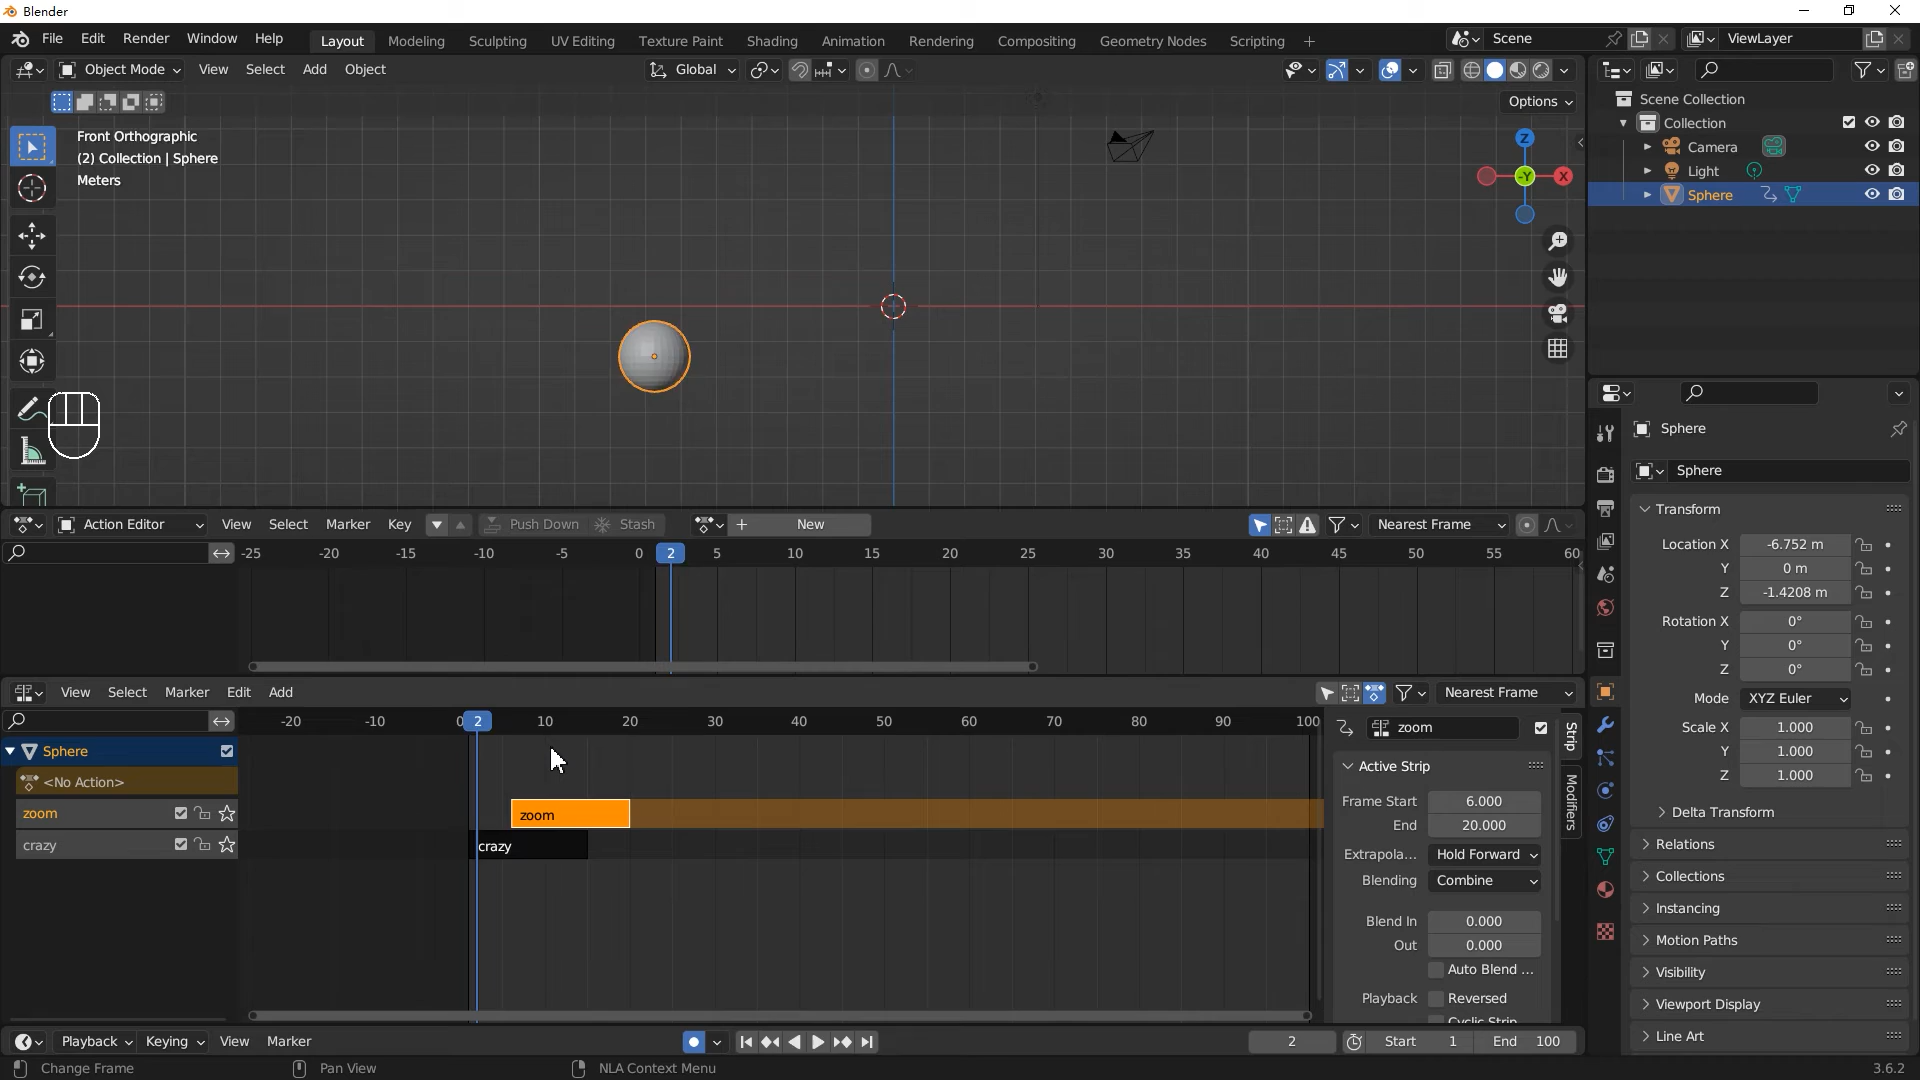 Blender
File Edit Render Window Help Layout Modeling Sculpting UV Editing Texture Paint Shading Animation Rendering Compositing Geometry Nodes Scripting + Scene ViewLayer
Object Mode View Select Add Object Global
Options
Front Orthographic
(2) Collection | Sphere
Meters
Z
-Y X
Scene Collection
Collection
Camera
Light
Sphere
Sphere
Sphere
Transform
Location X -6.752 m
Y 0 m
Z -1.4208 m
Rotation X 0°
Y 0°
Z 0°
Mode XYZ Euler
Scale X 1.000
Y 1.000
Z 1.000
Delta Transform
Relations
Collections
Instancing
Motion Paths
Visibility
Viewport Display
Line Art
Action Editor View Select Marker Key Push Down Stash + New Nearest Frame
-25 -20 -15 -10 -5 0 2 5 10 15 20 25 30 35 40 45 50 55 60
View Select Marker Edit Add Nearest Frame
-20 -10 0 2 10 20 30 40 50 60 70 80 90 100
Sphere
<No Action>
zoom
crazy
zoom
crazy
zoom
Active Strip
Frame Start 6.000
End 20.000
Extrapola... Hold Forward
Blending Combine
Blend In 0.000
Out 0.000
Auto Blend ...
Playback Reversed
Cyclic Strip
Strip
Modifiers
Playback Keying View Marker 2 Start 1 End 100
Change Frame Pan View NLA Context Menu 3.6.2